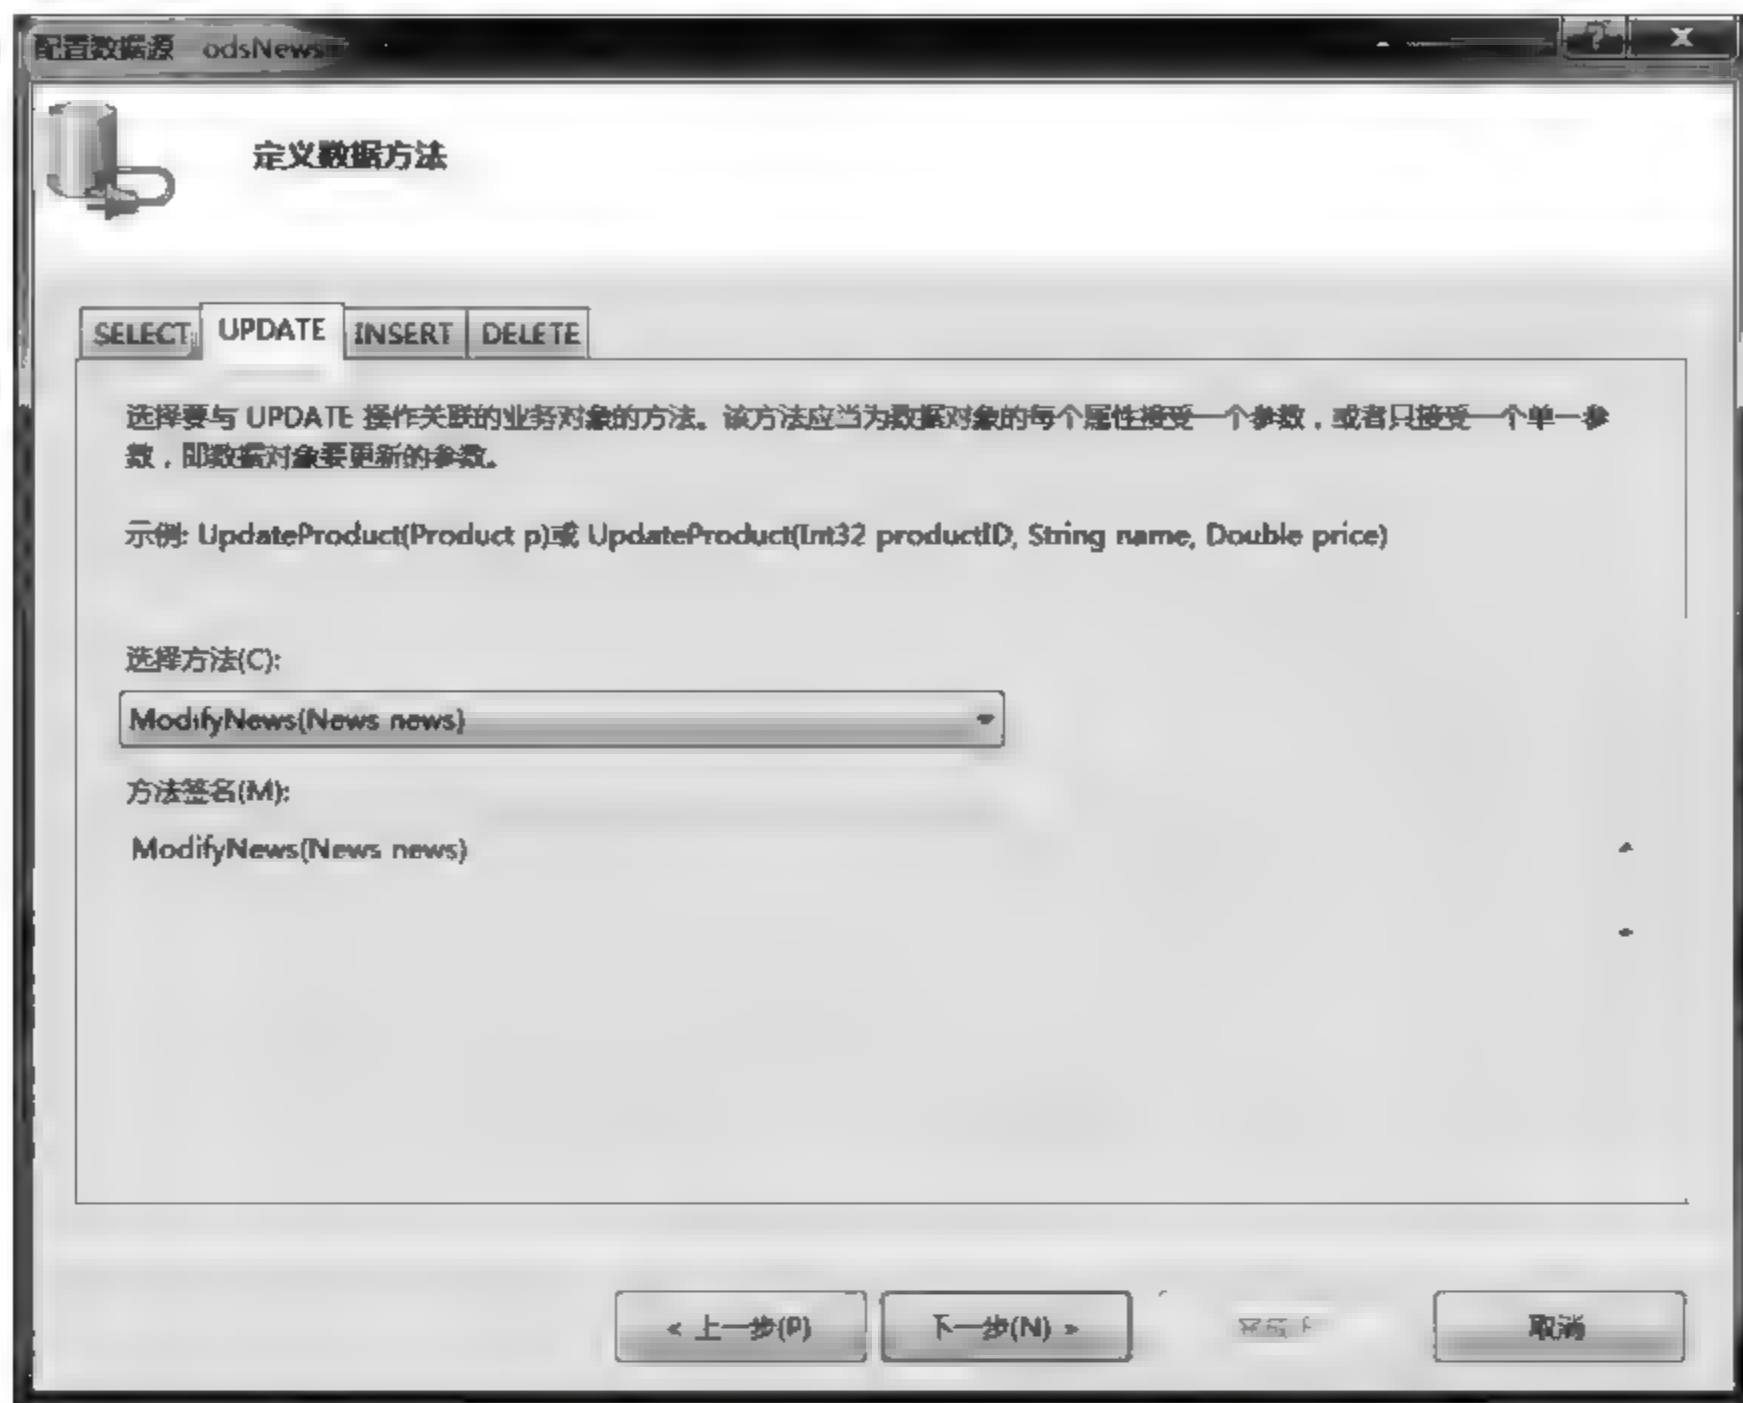 配置数据源 odsNews
定义数据方法
SELECT UPDATE INSERT DELETE
选择要与 UPDATE 操作关联的业务对象的方法。该方法应当为数据对象的每个属性接受一个参数，或者只接受一个单一参
数，即数据对象要更新的参数。
示例: UpdateProduct(Product p)或 UpdateProduct(Int32 productID, String name, Double price)
选择方法(C):
ModifyNews(News news)
方法签名(M):
ModifyNews(News news)
< 上一步(P) 下一步(N) > 取消